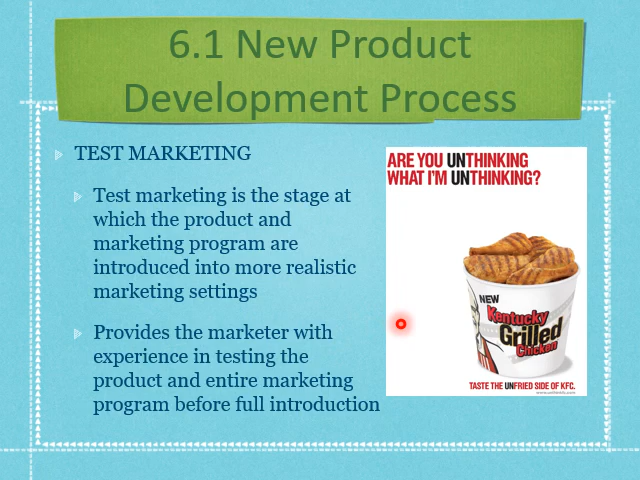 6.1 New Product
Development Process
TEST MARKETING
Test marketing is the stage at
which the product and
marketing program are
introduced into more realistic
marketing settings
Provides the marketer with
experience in testing the
product and entire marketing
program before full introduction
ARE YOU UNTHINKING
WHAT I'M UNTHINKING?
NEW
Kentucky
Grilled
Chicken
TASTE THE UNFRIED SIDE OF KFC.